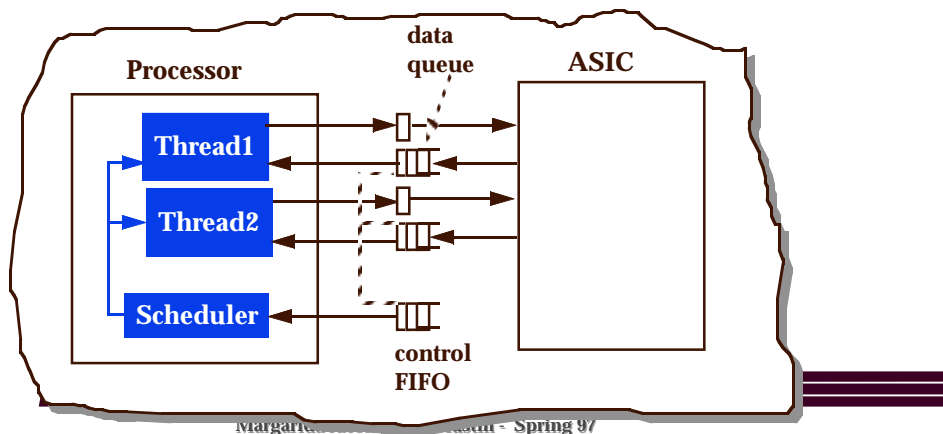 data
queue
Processor
ASIC
Thread1
Thread2
Scheduler
control
FIFO
Spring 97